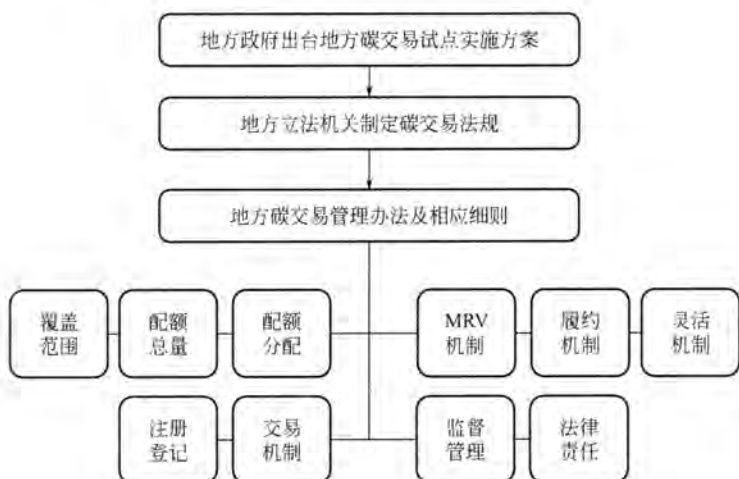 地方政府出台地方碳交易试点实施方案
地方立法机关制定碳交易法规
地方碳交易管理办法及相应细则
覆盖
范围
配额
总量
配额
分配
MRV
机制
履约
机制
灵活
机制
注册
登记
交易
机制
监督
管理
法律
责任